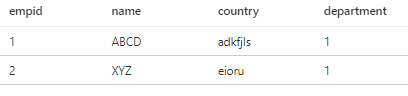 empid name country department
1 ABCD adkfjls 1
2 XYZ eioru 1